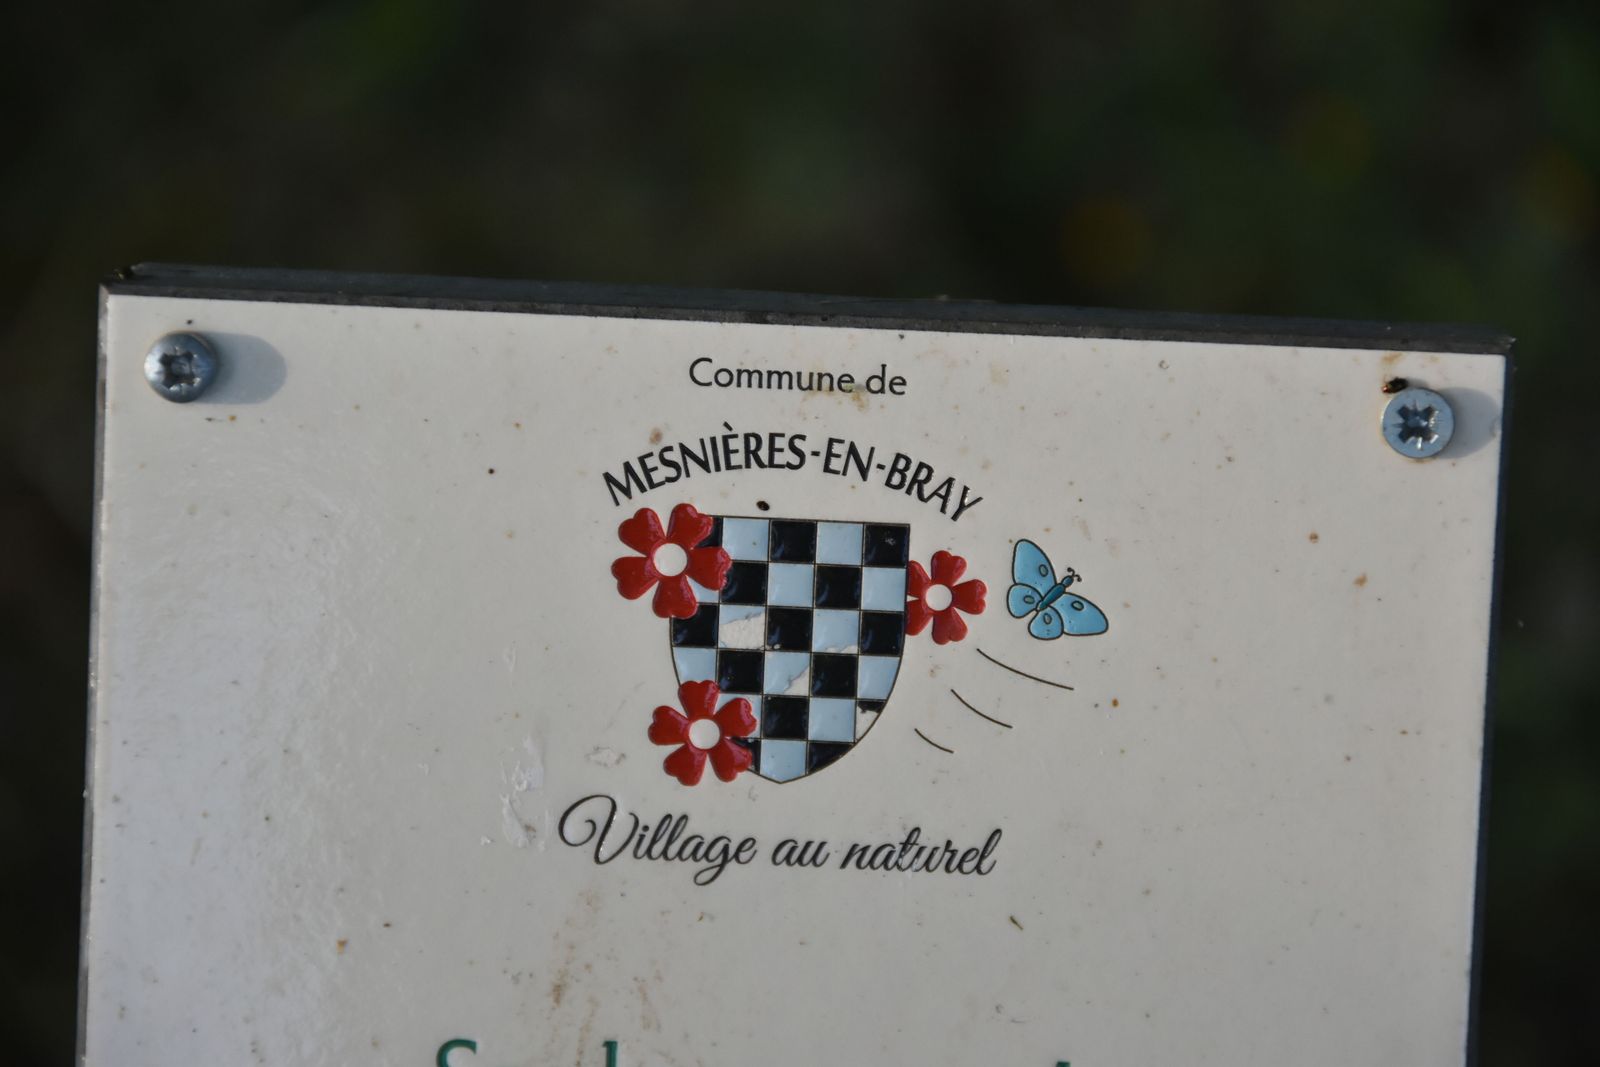 Commune de
MESNIÈRES-EN-BRAY
Village au naturel